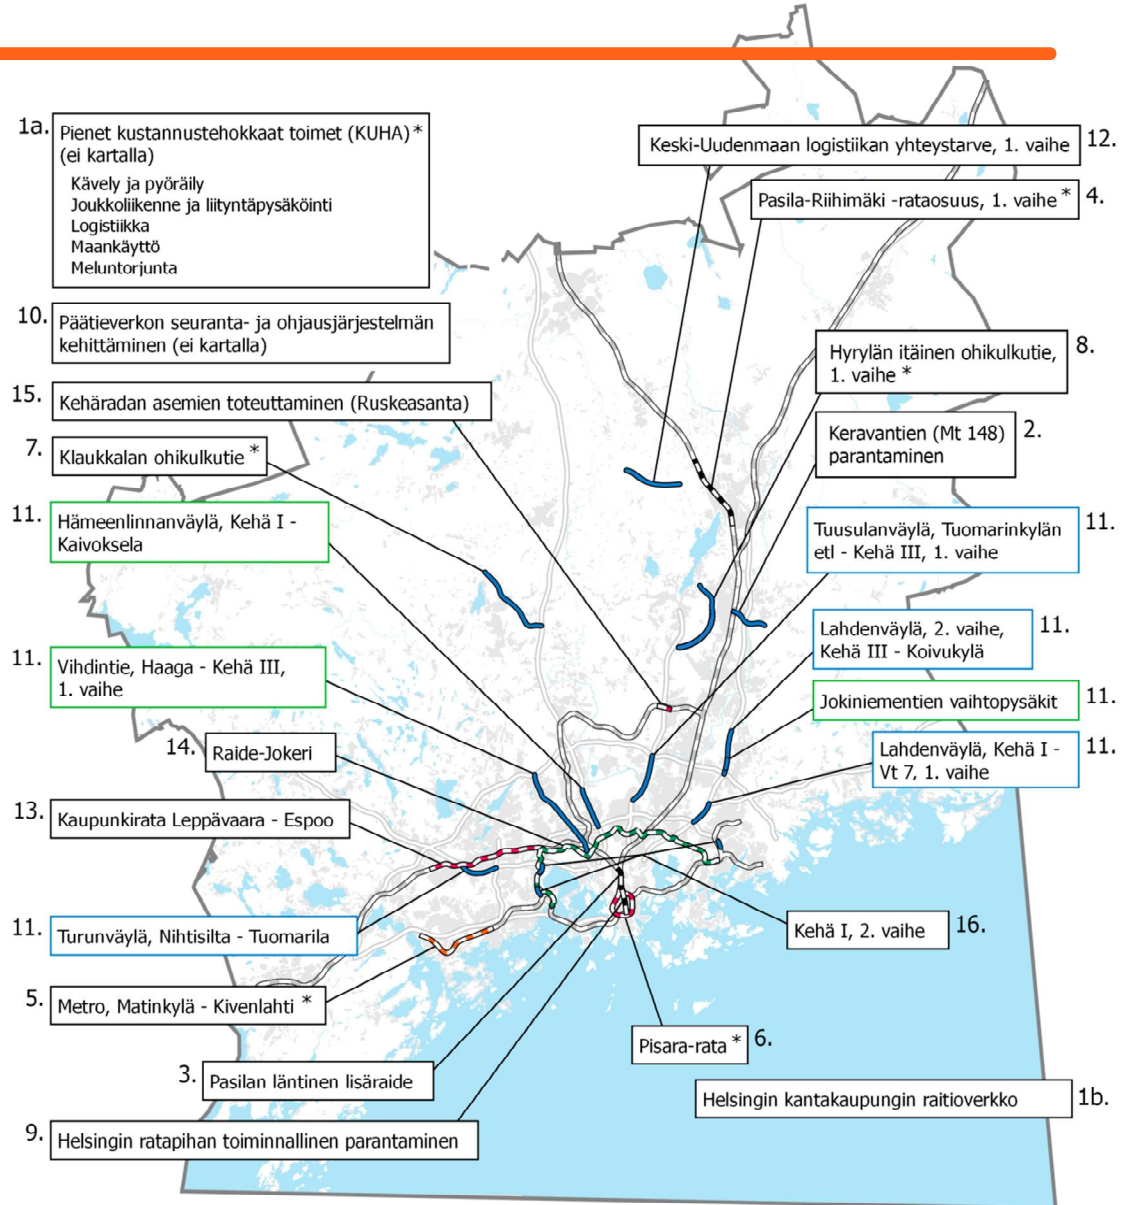 1a.
Pienet kustannustehokkaat toimet (KUHA) *
(ei kartalla)
Kävely ja pyöräily
Joukkoliikenne ja liityntäpysäköinti
Logistiikka
Maankäyttö
Meluntorjunta
Keski-Uudenmaan logistiikan yhteystarve, 1. vaihe
12.
Pasila-Riihimäki -rataosuus, 1. vaihe *
4.
10.
Päätieverkon seuranta- ja ohjausjärjestelmän
kehittäminen (ei kartalla)
Hyrylän itäinen ohikulkutie,
1. vaihe *
8.
15.
Kehäradan asemien toteuttaminen (Ruskeasanta)
Keravantien (Mt 148)
parantaminen
2.
7.
Klaukkalan ohikulkutie *
11.
Hämeenlinnanväylä, Kehä I -
Kaivoksela
Tuusulanväylä, Tuomarinkylän
etl - Kehä III, 1. vaihe
11.
Lahdenväylä, 2. vaihe,
Kehä III - Koivukylä
11.
11.
Vihdintie, Haaga - Kehä III,
1. vaihe
Jokiniementien vaihtopysäkit
11.
14.
Raide-Jokeri
Lahdenväylä, Kehä I -
Vt 7, 1. vaihe
11.
13.
Kaupunkirata Leppävaara - Espoo
11.
Turunväylä, Nihtisilta - Tuomarila
Kehä I, 2. vaihe
16.
5.
Metro, Matinkylä - Kivenlahti *
Pisara-rata *
6.
3.
Pasilan läntinen lisäraide
Helsingin kantakaupungin raitioverkko
1b.
9.
Helsingin ratapihan toiminnallinen parantaminen